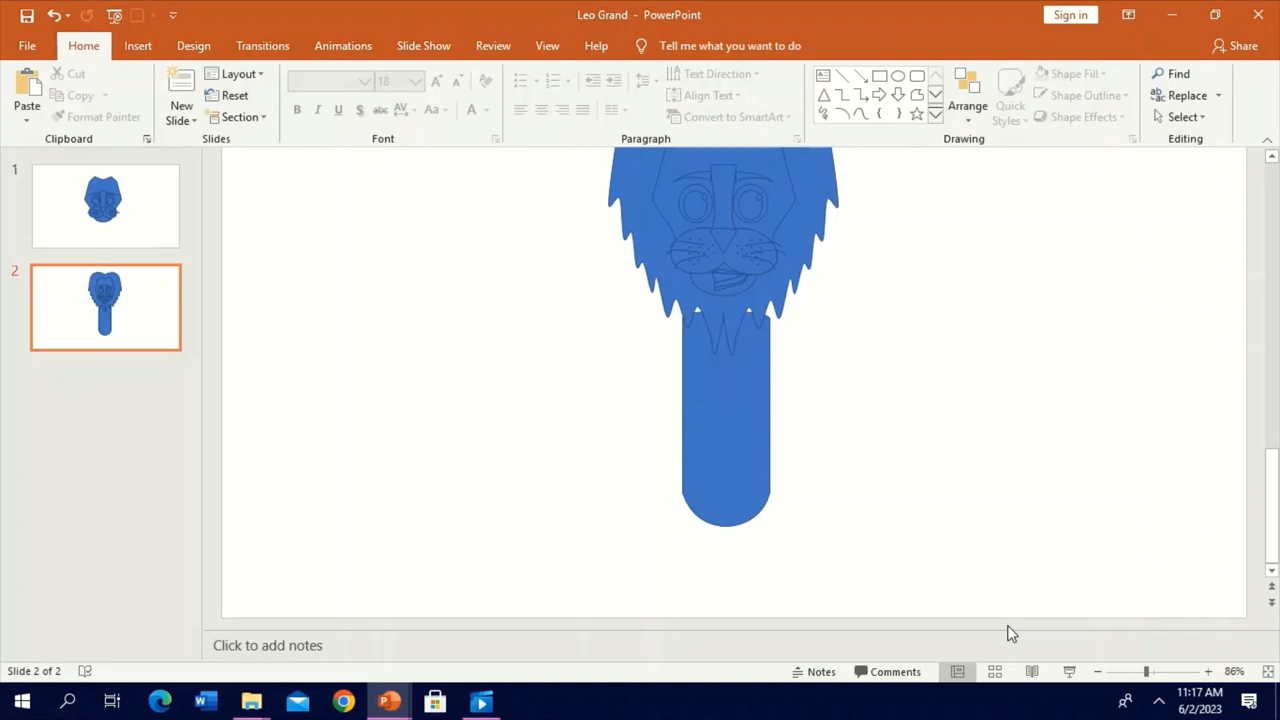 Leo Grand - PowerPoint
Sign in
File Home Insert Design Transitions Animations Slide Show Review View Help Tell me what you want to do Share
Paste
Cut
Copy
Format Painter
Clipboard
New Slide
Layout
Reset
Section
Slides
18
B I U S ab AV Aa A
Font
Text Direction
Align Text
Convert to SmartArt
Paragraph
Arrange
Quick Styles
Shape Fill
Shape Outline
Shape Effects
Drawing
Find
Replace
Select
Editing
1
2
Click to add notes
Slide 2 of 2
Notes
Comments
86%
11:17 AM
6/2/2023